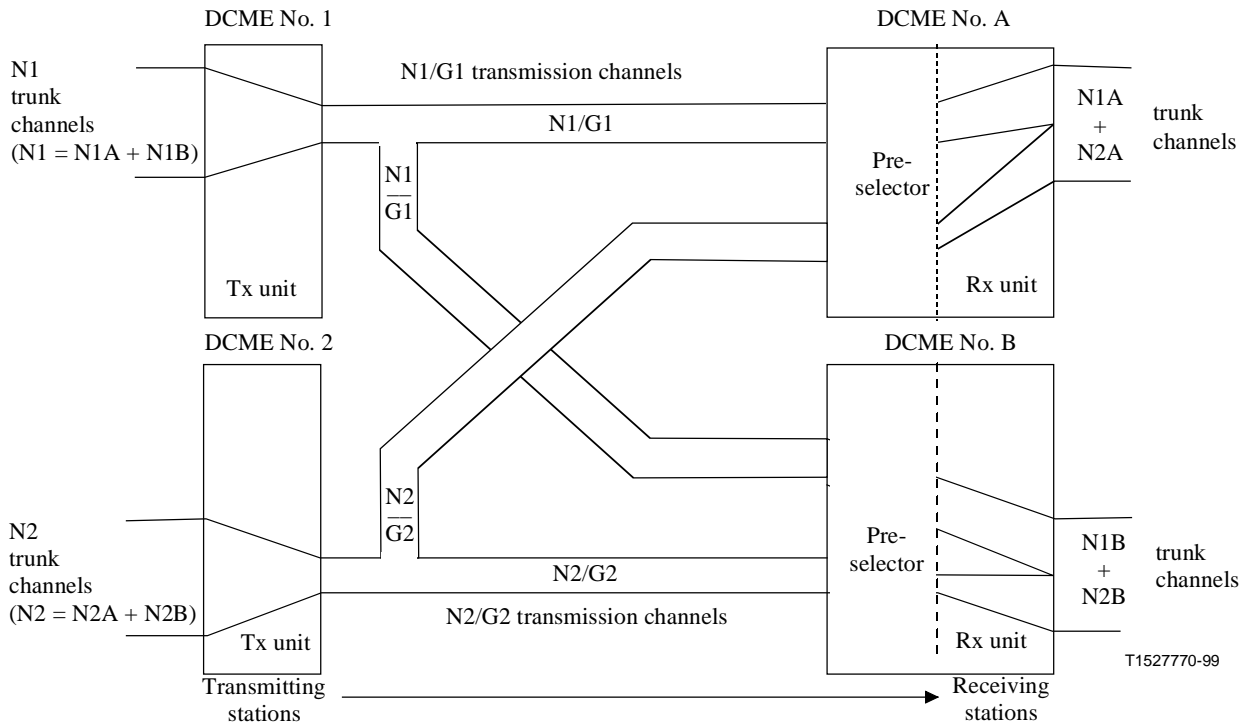 DCME No. 1
DCME No. A
N1
trunk
channels
(N1 = N1A + N1B)
N1/G1 transmission channels
N1/G1
N1
G1
Tx unit
Pre-
selector
Rx unit
N1A
+
N2A
trunk
channels
DCME No. 2
DCME No. B
N2
trunk
channels
(N2 = N2A + N2B)
N2
G2
N2/G2
N2/G2 transmission channels
Tx unit
Pre-
selector
Rx unit
N1B
+
N2B
trunk
channels
T1527770-99
Transmitting
stations
Receiving
stations